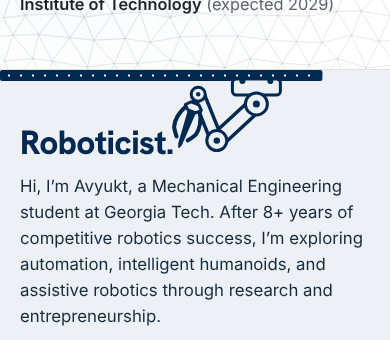 Institute of Technology (expected 2029)
Roboticist.
Hi, I’m Avyukt, a Mechanical Engineering
student at Georgia Tech. After 8+ years of
competitive robotics success, I’m exploring
automation, intelligent humanoids, and
assistive robotics through research and
entrepreneurship.